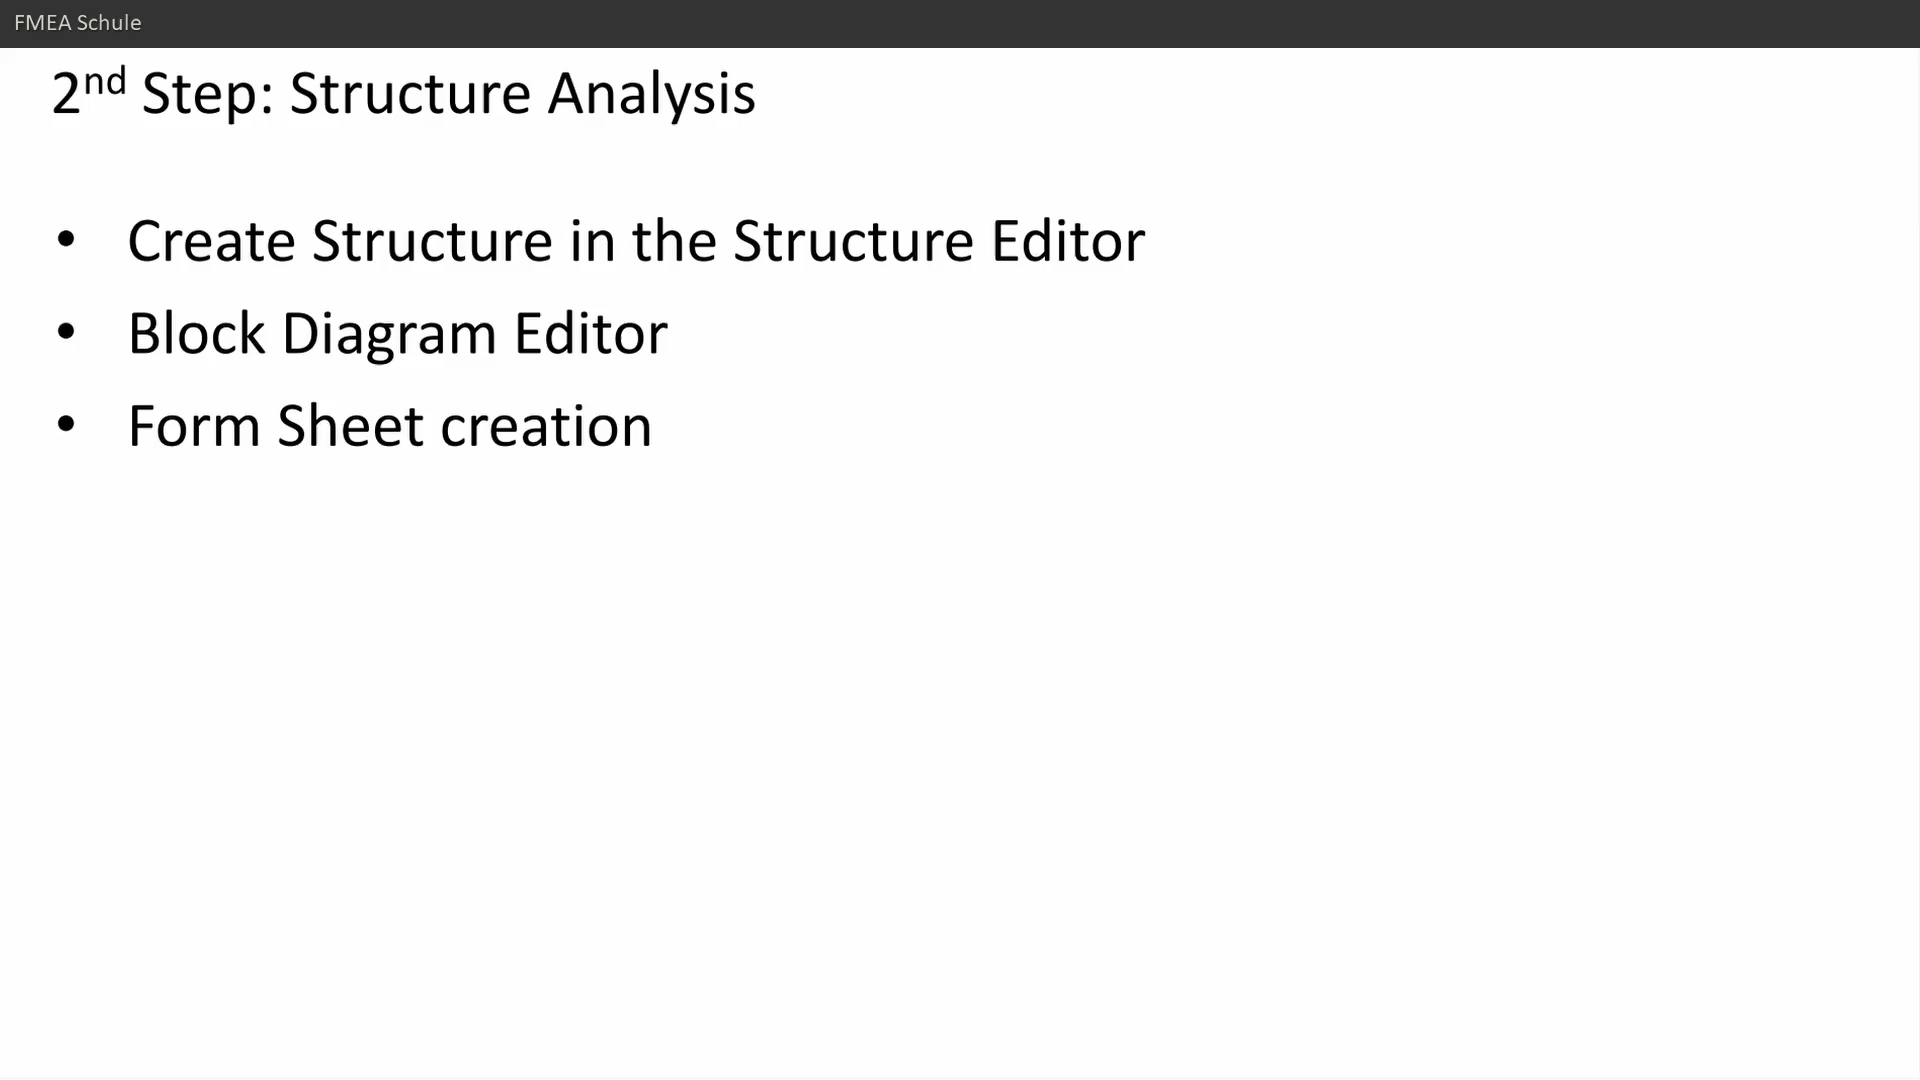 FMEA Schule
2nd Step: Structure Analysis
• Create Structure in the Structure Editor
• Block Diagram Editor
• Form Sheet creation